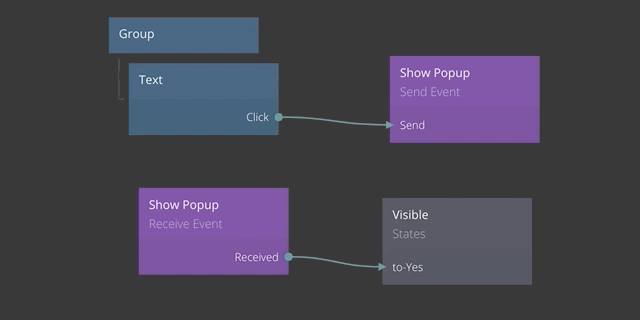 Group
Text
Click
Show Popup
Send Event
Send
Show Popup
Receive Event
Received
Visible
States
to-Yes